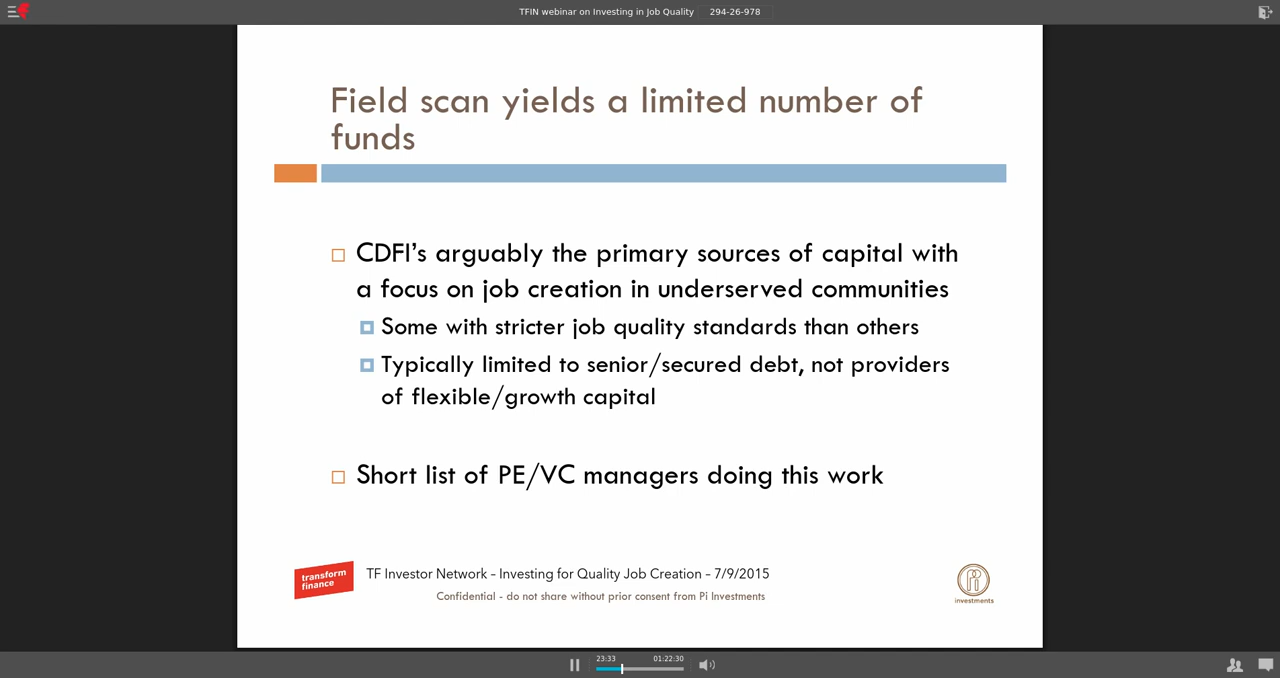 TFIN webinar on Investing in Job Quality 294-26-978
Field scan yields a limited number of
funds
CDFI's arguably the primary sources of capital with
a focus on job creation in underserved communities
Some with stricter job quality standards than others
Typically limited to senior/secured debt, not providers
of flexible/growth capital
Short list of PE/VC managers doing this work
transform
finance
TF Investor Network – Investing for Quality Job Creation – 7/9/2015
Confidential - do not share without prior consent from Pi Investments
Pi
investments
23:33 01:22:30